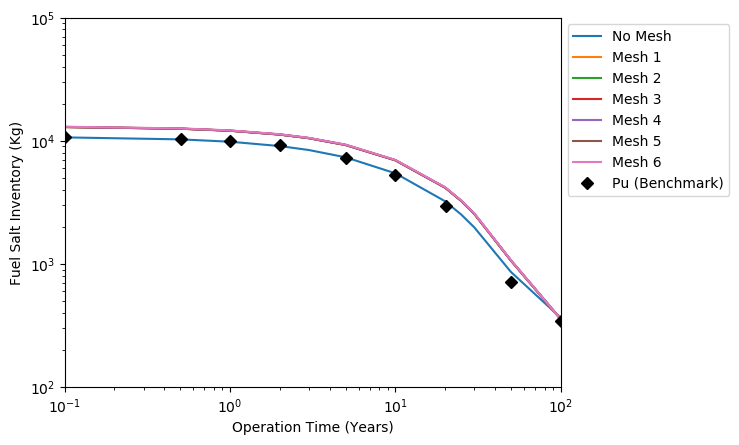 10^5
10^4
10^3
10^2
Fuel Salt Inventory (Kg)
10^-1
10^0
10^1
10^2
Operation Time (Years)
No Mesh
Mesh 1
Mesh 2
Mesh 3
Mesh 4
Mesh 5
Mesh 6
Pu (Benchmark)